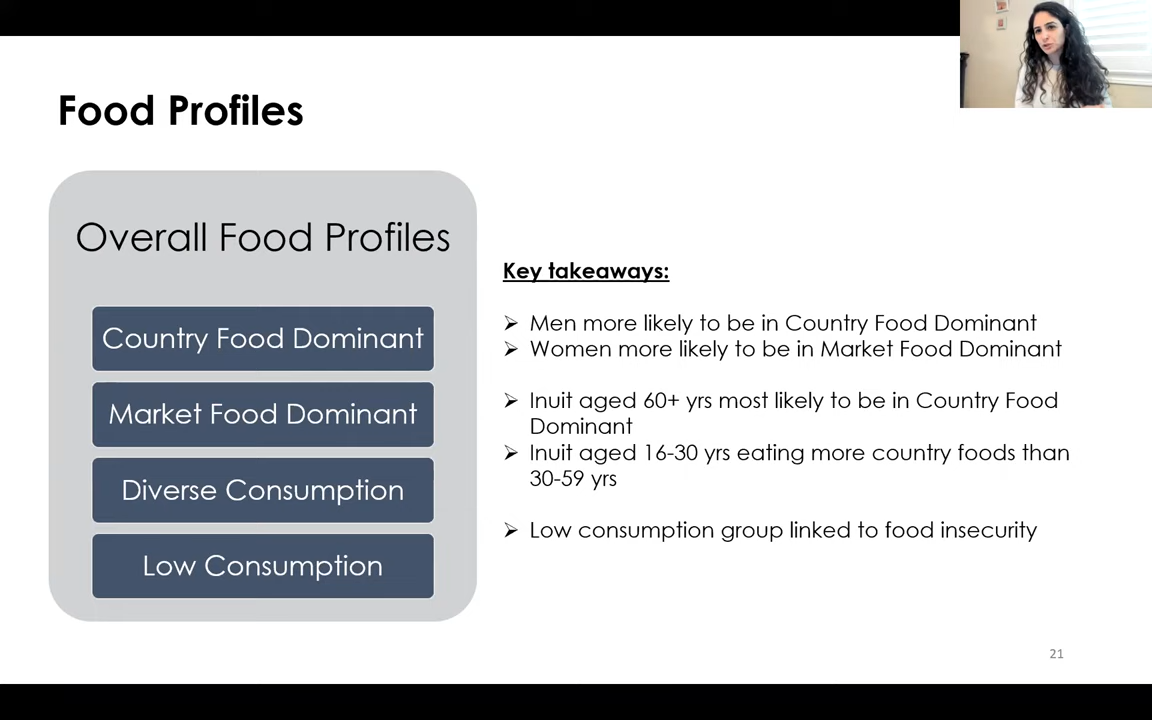 Food Profiles
Overall Food Profiles
Country Food Dominant
Market Food Dominant
Diverse Consumption
Low Consumption
Key takeaways:
➢ Men more likely to be in Country Food Dominant
➢ Women more likely to be in Market Food Dominant
➢ Inuit aged 60+ yrs most likely to be in Country Food
Dominant
➢ Inuit aged 16-30 yrs eating more country foods than
30-59 yrs
➢ Low consumption group linked to food insecurity
21